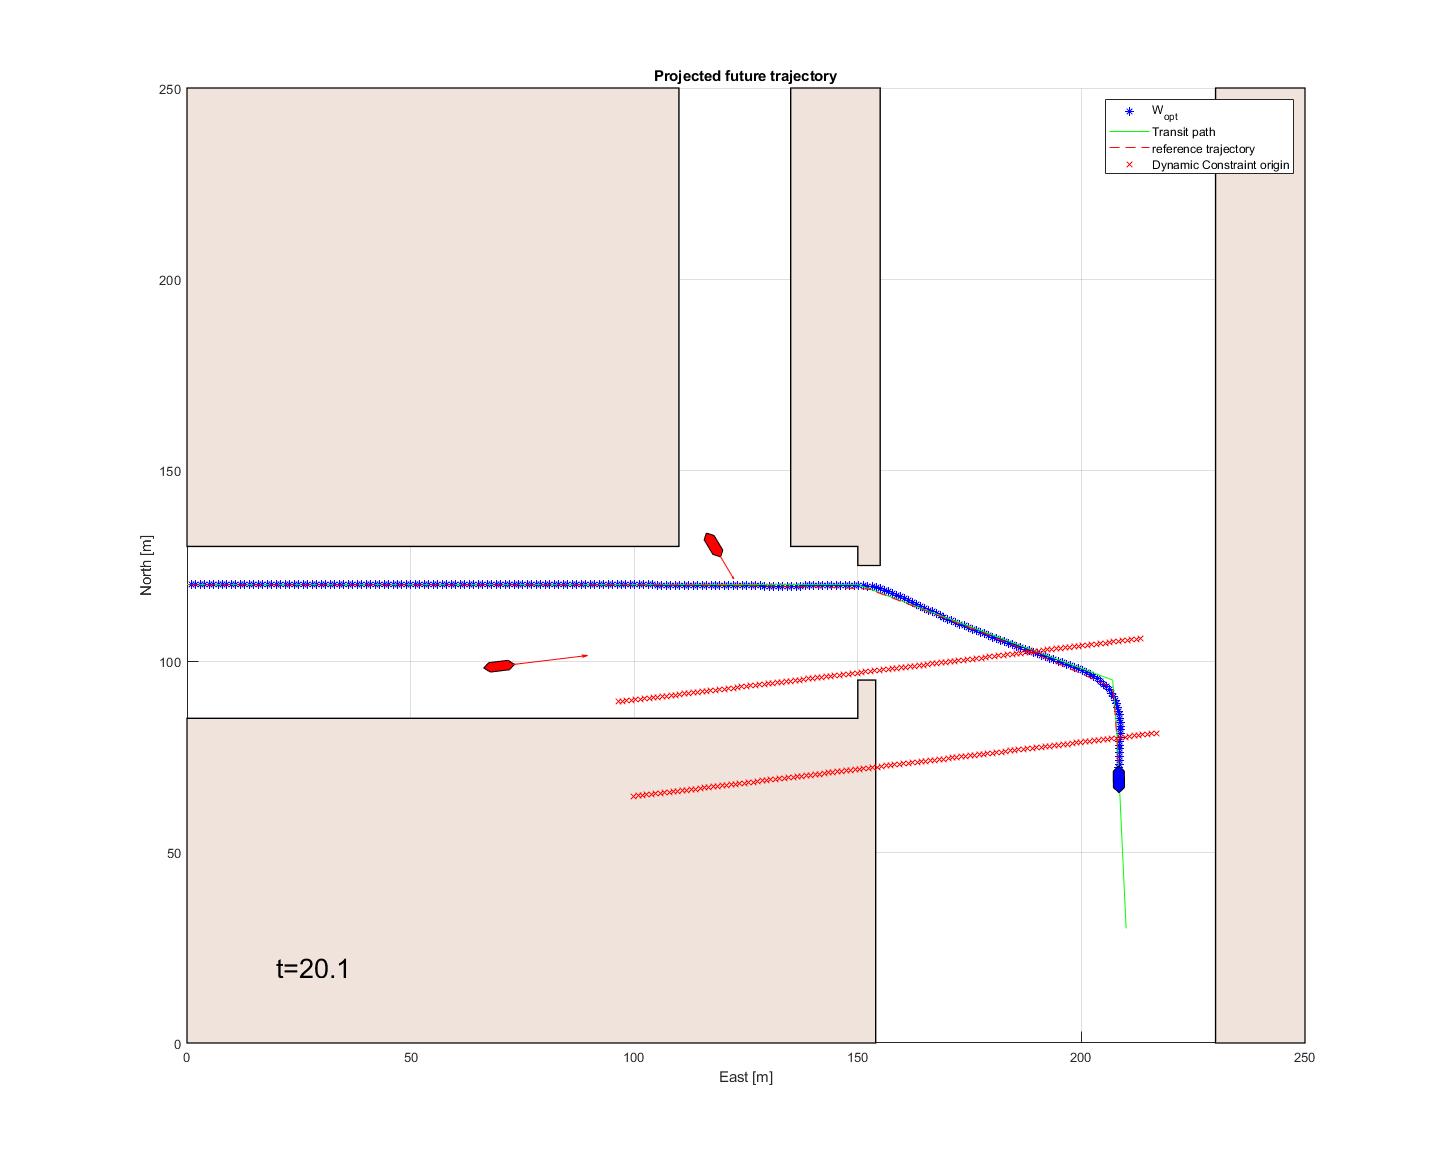 Projected future trajectory
W_opt
Transit path
reference trajectory
Dynamic Constraint origin
250
200
150
100
50
0
North [m]
t=20.1
0
50
100
150
200
250
East [m]